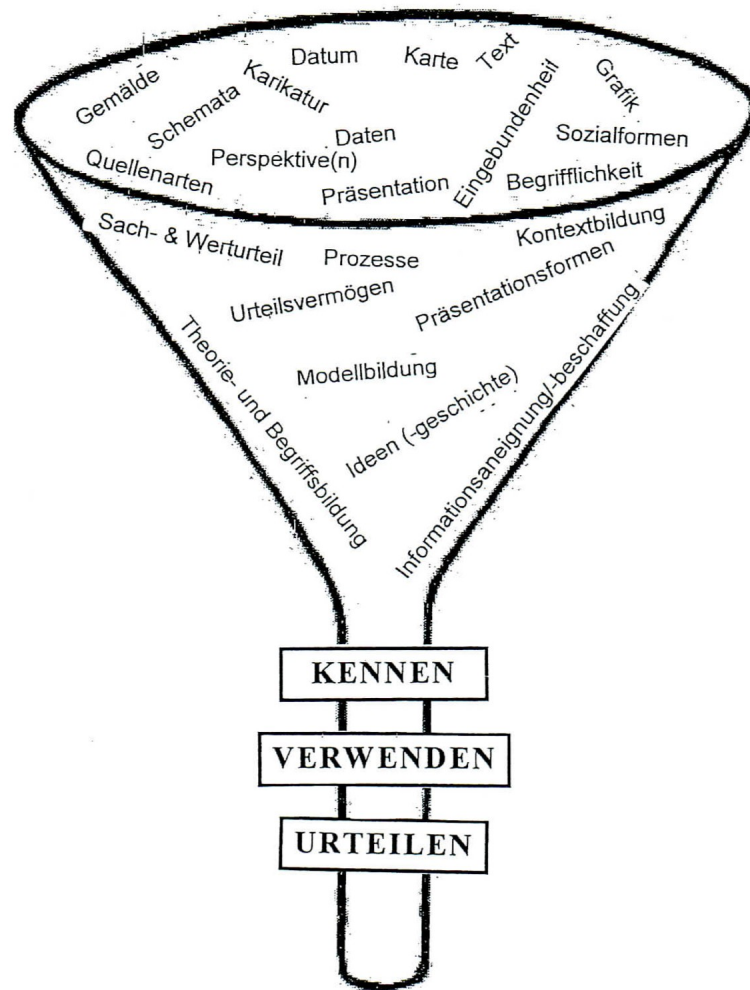 Datum
Karte
Text
Gemälde
Karikatur
Grafik
Schemata
Daten
Eingebundenheit
Sozialformen
Quellenarten
Perspektive(n)
Präsentation
Begrifflichkeit
Sach- & Werturteil
Prozesse
Kontextbildung
Urteilsvermögen
Präsentationsformen
Theorie- und Begriffsbildung
Modellbildung
Ideen (-geschichte)
Informationsaneignung/-beschaffung
KENNEN
VERWENDEN
URTEILEN